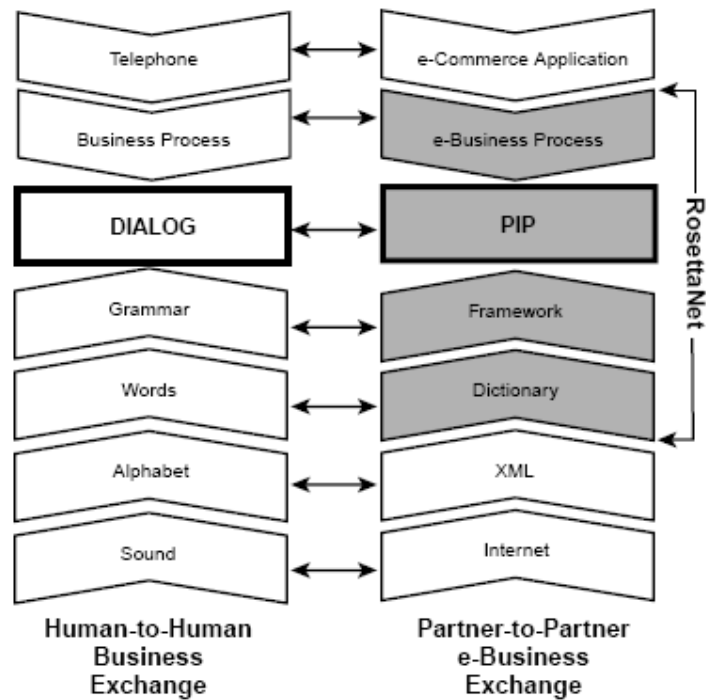 Telephone
e-Commerce Application
Business Process
e-Business Process
DIALOG
PIP
RosettaNet
Grammar
Framework
Words
Dictionary
Alphabet
XML
Sound
Internet
Human-to-Human
Business
Exchange
Partner-to-Partner
e-Business
Exchange